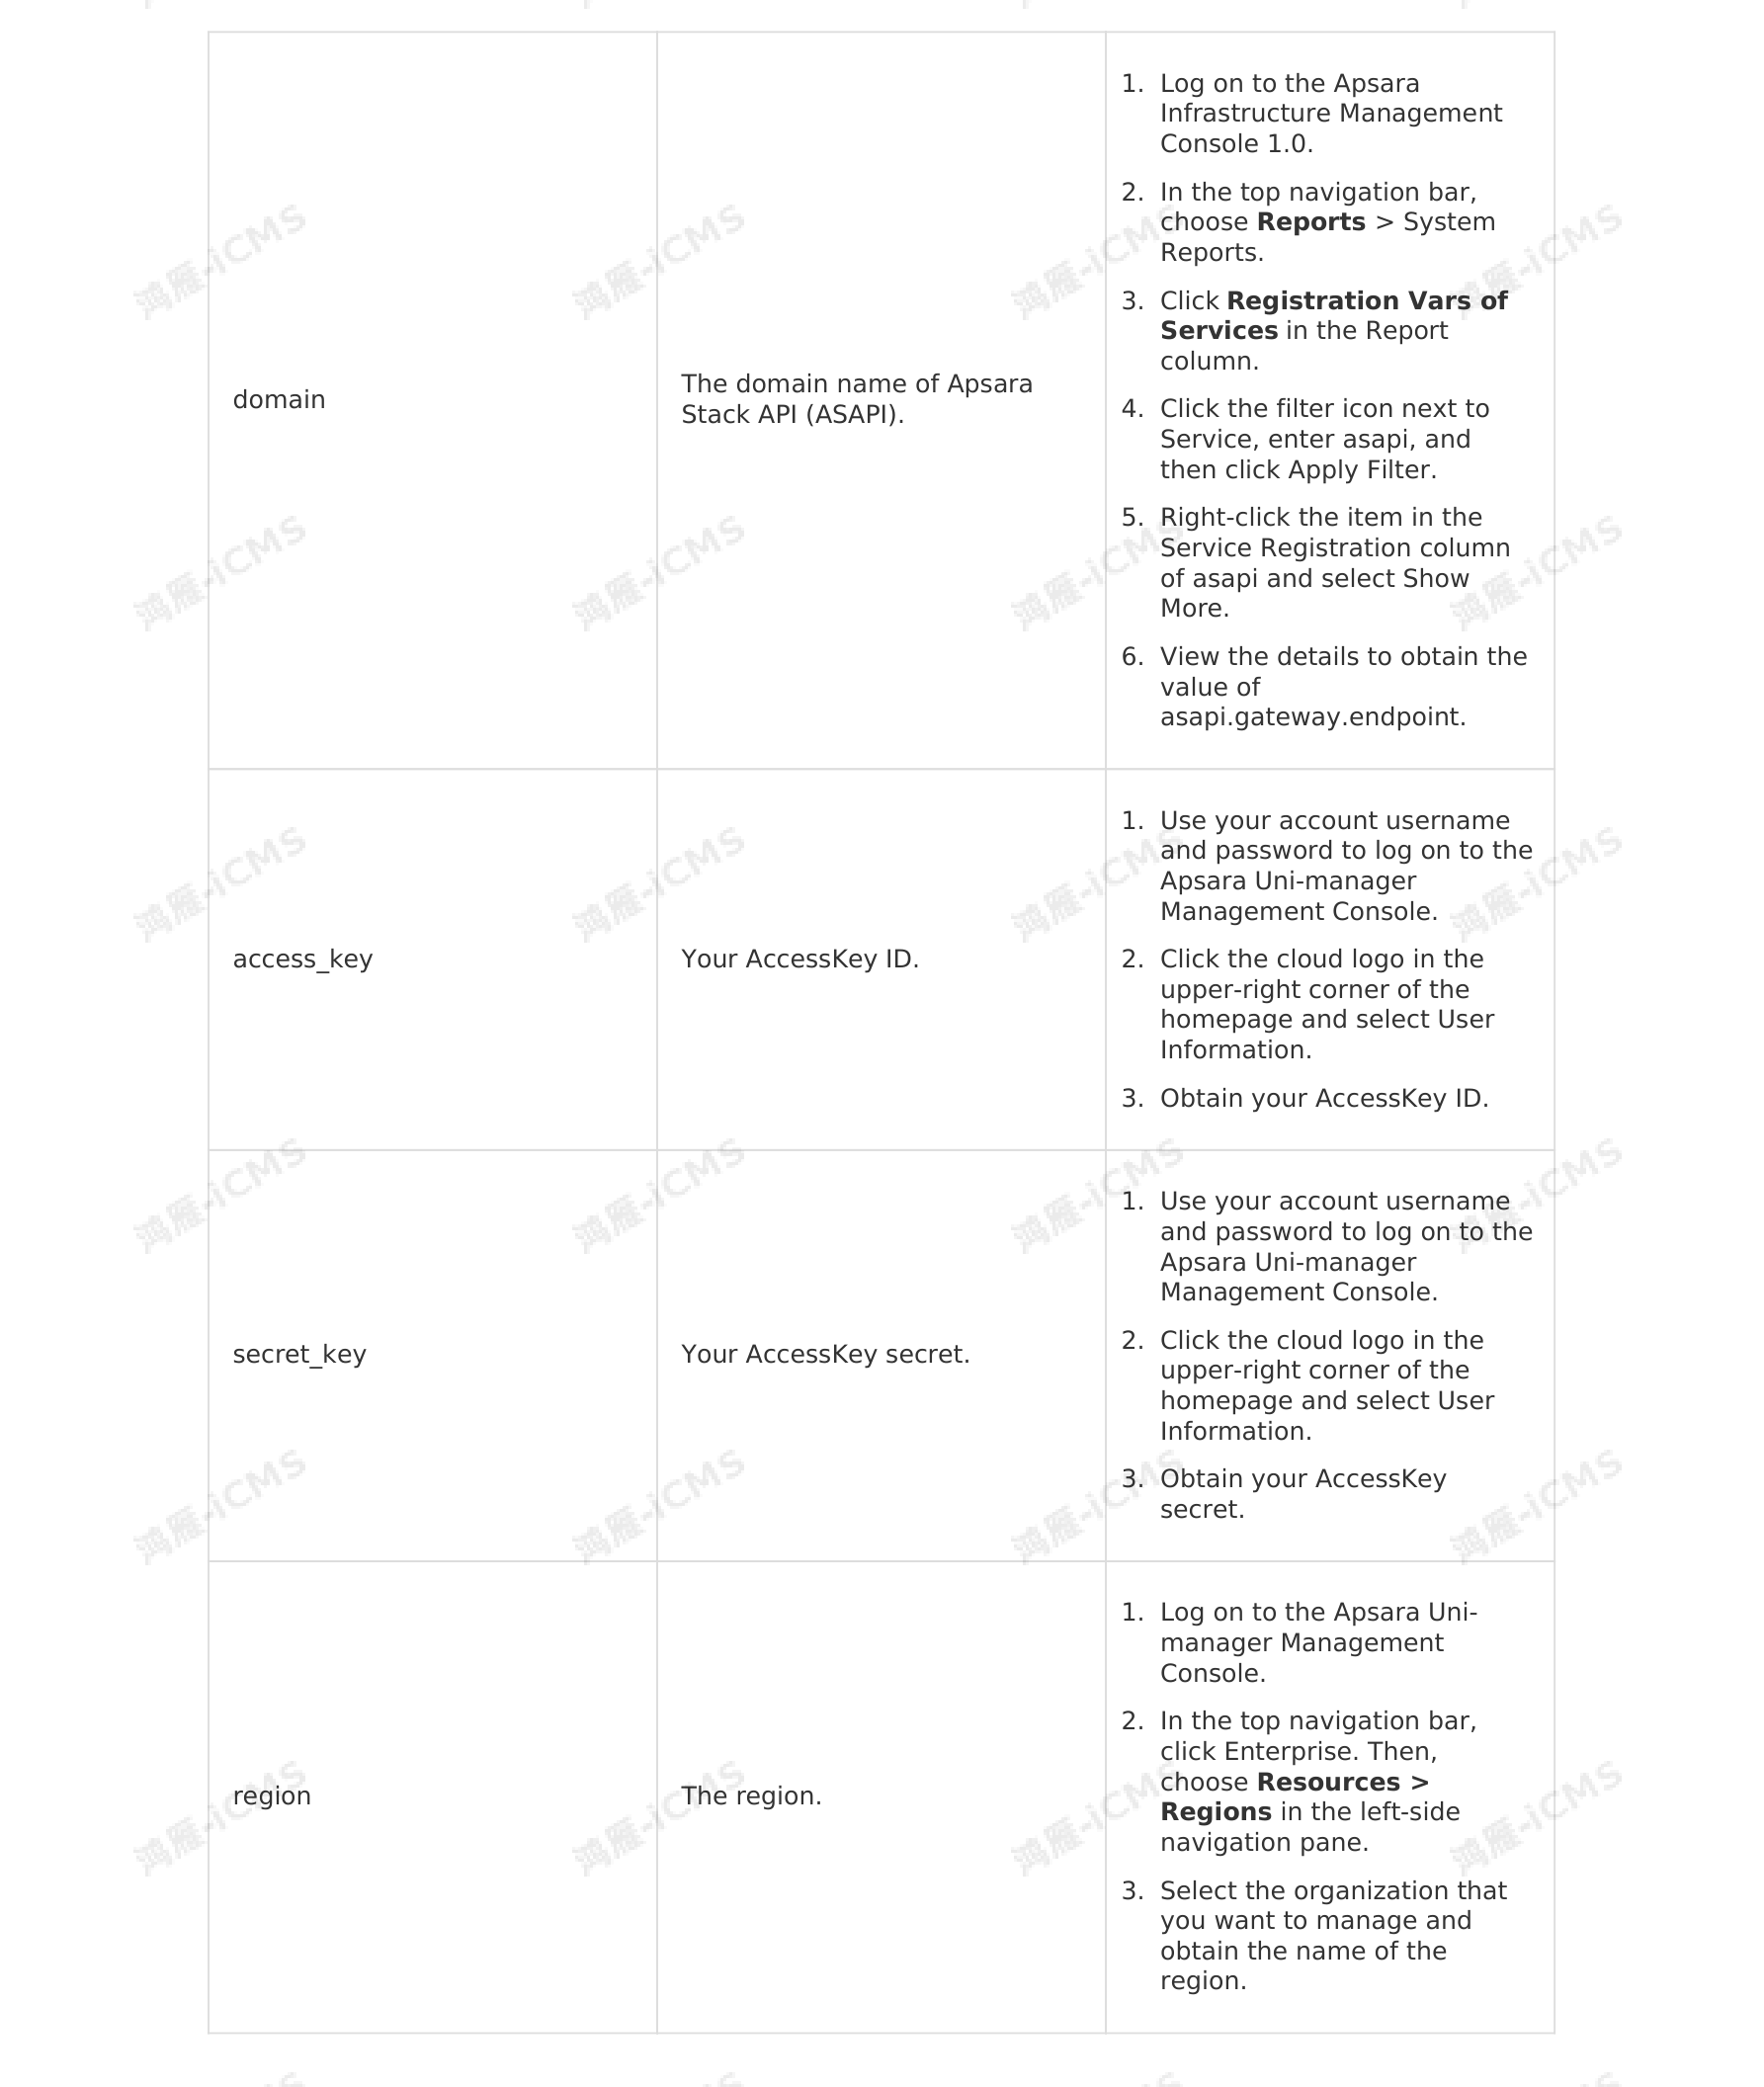 domain
The domain name of Apsara
Stack API (ASAPI).
1. Log on to the Apsara
Infrastructure Management
Console 1.0.
2. In the top navigation bar,
choose Reports > System
Reports.
3. Click Registration Vars of
Services in the Report
column.
4. Click the filter icon next to
Service, enter asapi, and
then click Apply Filter.
5. Right-click the item in the
Service Registration column
of asapi and select Show
More.
6. View the details to obtain the
value of
asapi.gateway.endpoint.
access_key
Your AccessKey ID.
1. Use your account username
and password to log on to the
Apsara Uni-manager
Management Console.
2. Click the cloud logo in the
upper-right corner of the
homepage and select User
Information.
3. Obtain your AccessKey ID.
secret_key
Your AccessKey secret.
1. Use your account username
and password to log on to the
Apsara Uni-manager
Management Console.
2. Click the cloud logo in the
upper-right corner of the
homepage and select User
Information.
3. Obtain your AccessKey
secret.
region
The region.
1. Log on to the Apsara Uni-
manager Management
Console.
2. In the top navigation bar,
click Enterprise. Then,
choose Resources >
Regions in the left-side
navigation pane.
3. Select the organization that
you want to manage and
obtain the name of the
region.
鸿雁-iCMS